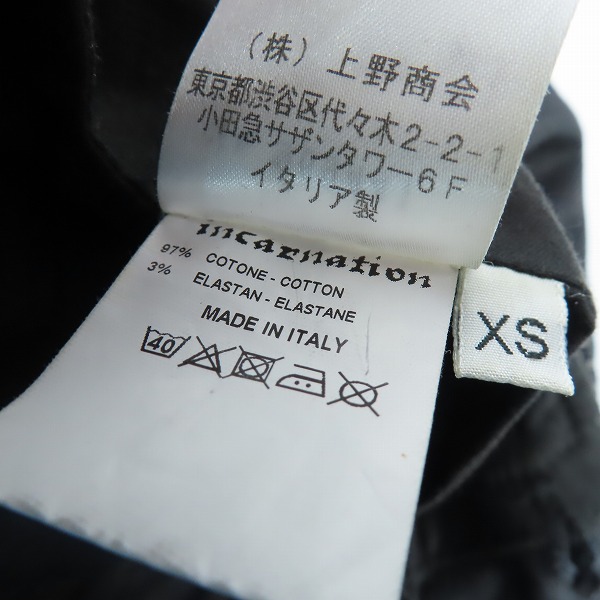 (株)上野商会
東京都渋谷区代々木2-2-1
小田急サザンタワー6F
イタリア製
incarnation
97% COTONE - COTTON
3% ELASTAN - ELASTANE
MADE IN ITALY
40
XS